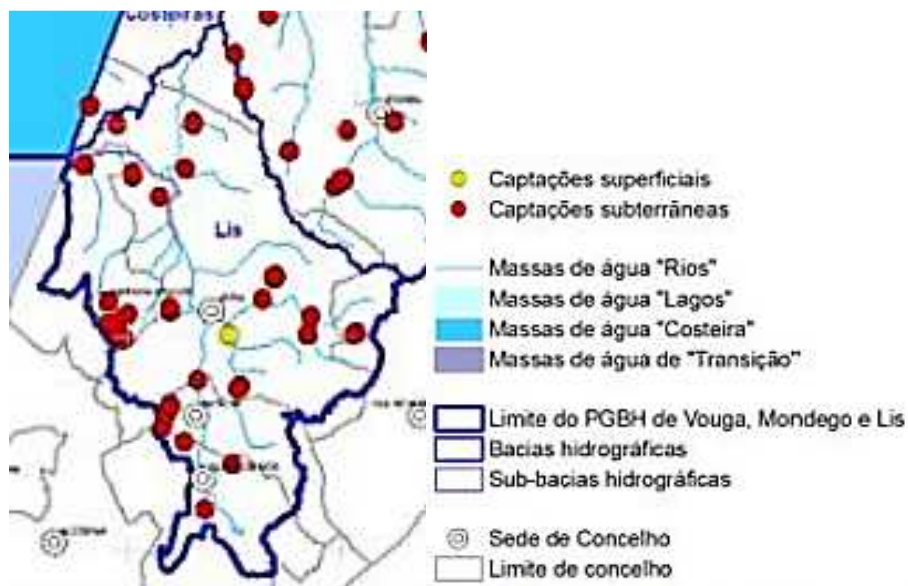 Costeiras
Lis
Captações superficiais
Captações subterrâneas
Massas de água "Rios"
Massas de água "Lagos"
Massas de água "Costeira"
Massas de água de "Transição"
Limite do PGBH de Vouga, Mondego e Lis
Bacias hidrográficas
Sub-bacias hidrográficas
Sede de Concelho
Limite de concelho